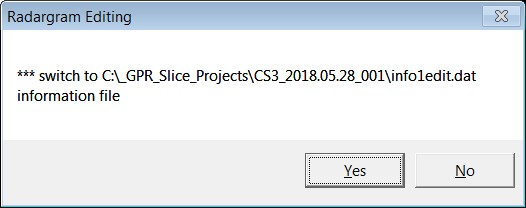 Radargram Editing
*** switch to C:\_GPR_Slice_Projects\CS3_2018.05.28_001\info1edit.dat
information file
Yes
No